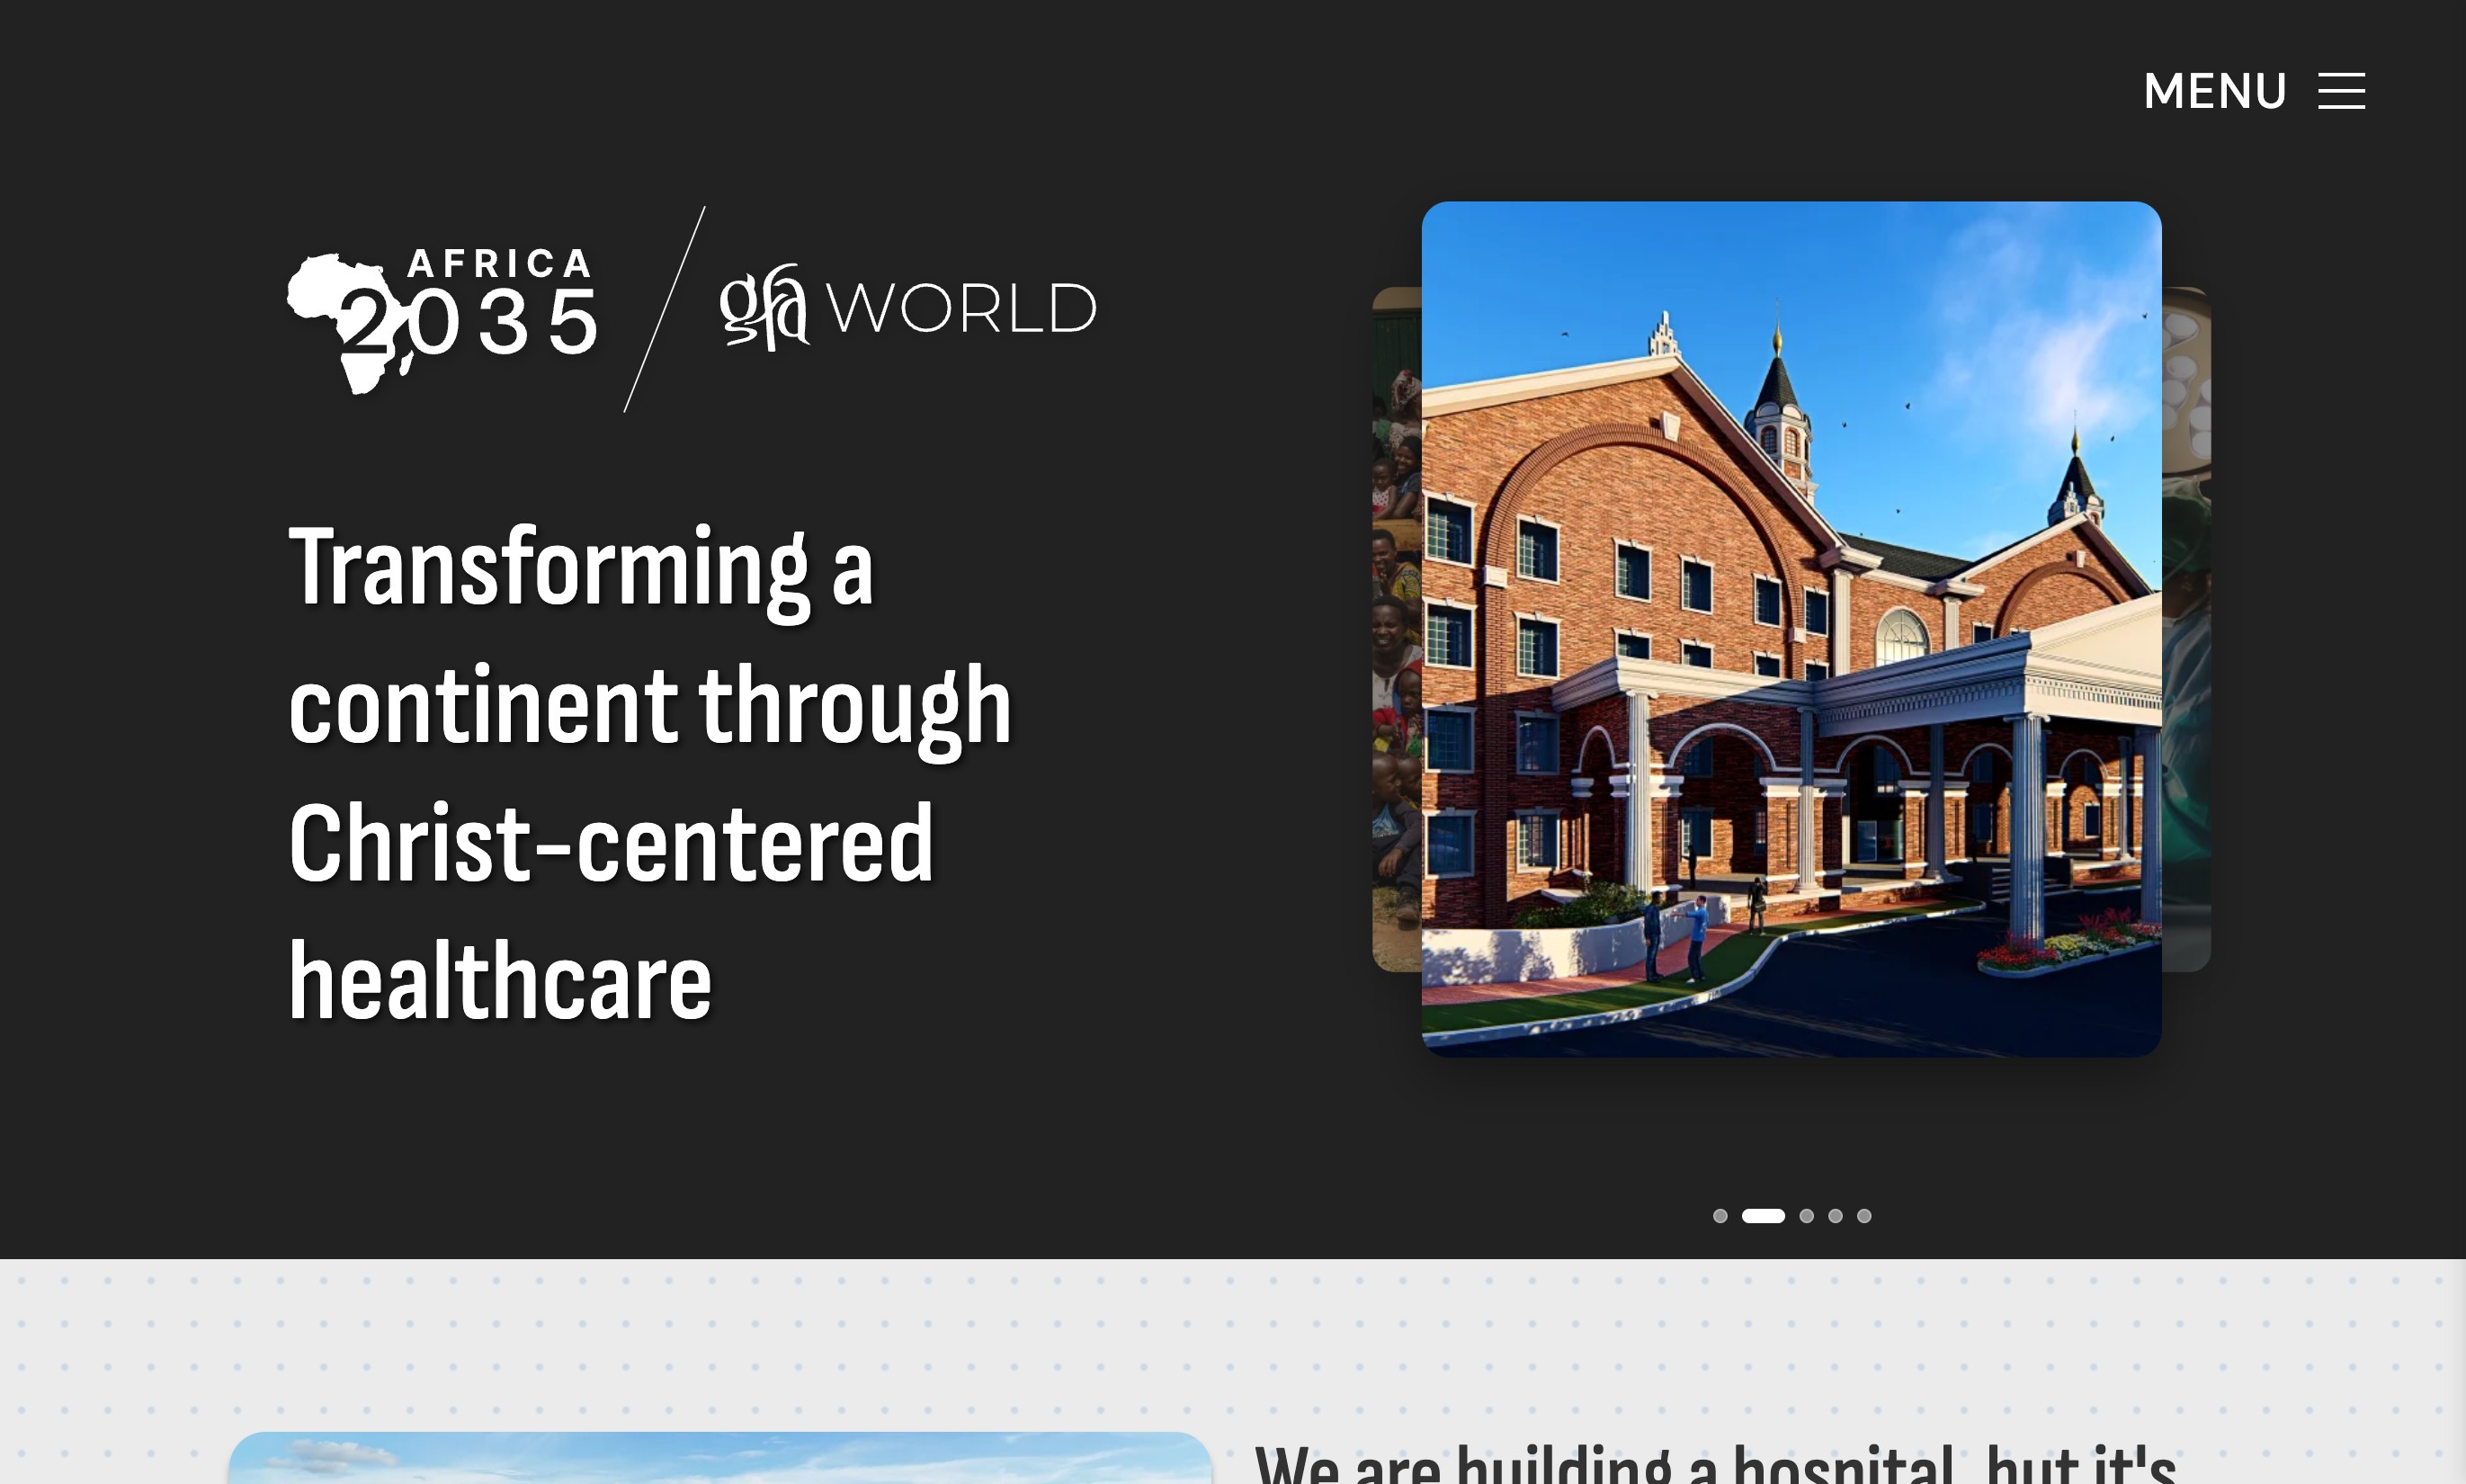 MENU
AFRICA
2035
gfa WORLD
Transforming a
continent through
Christ-centered
healthcare
We are building a hospital, but it's